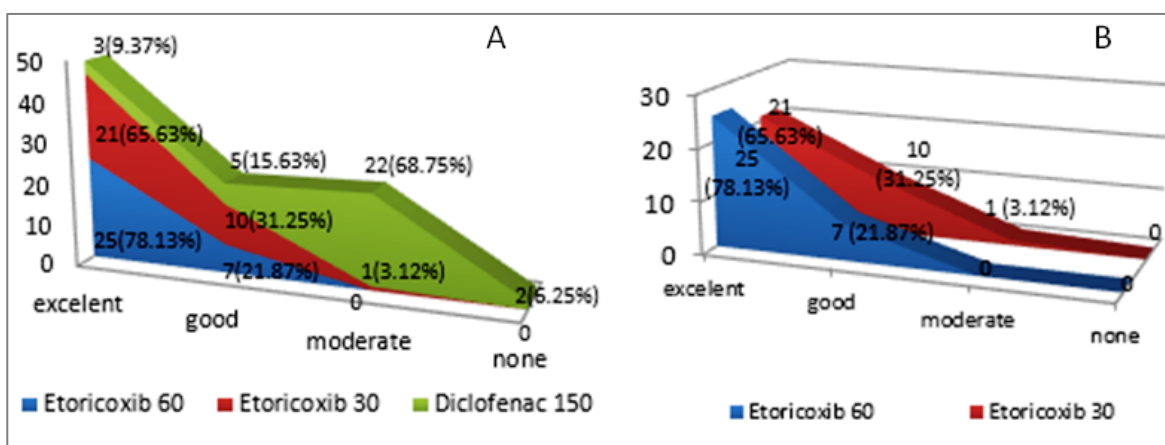 A
3(9.37%)
50
40
30
20
10
0
21(65.63%)
5(15.63%)
22(68.75%)
10(31.25%)
25(78.13%)
7(21.87%)
1(3.12%)
0
2(6.25%)
0
excelent
good
moderate
none
Etoricoxib 60
Etoricoxib 30
Diclofenac 150
B
30
20
10
0
21
(65.63%)
25
(78.13%)
10
(31.25%)
1 (3.12%)
0
7 (21.87%)
0
0
excelent
good
moderate
none
Etoricoxib 60
Etoricoxib 30